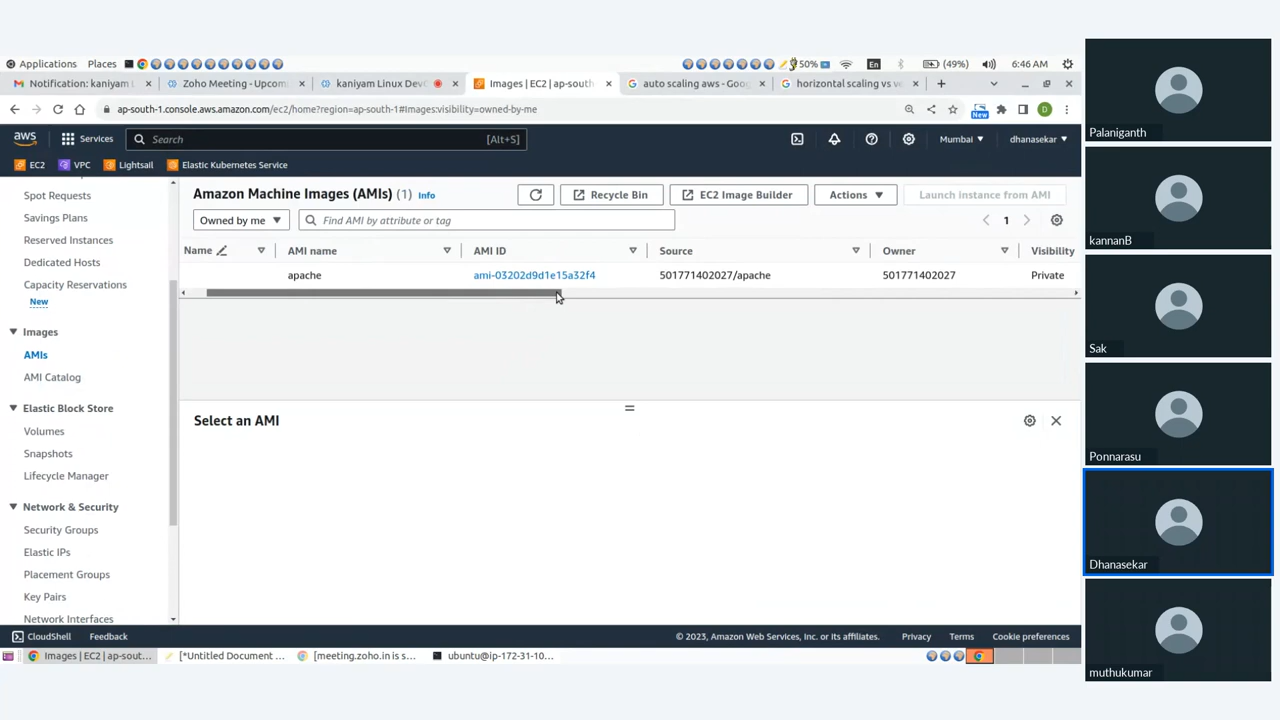 Applications Places 50% En (49%) 6:46 AM
Notification: kaniyam L
Zoho Meeting - Upcomi
kaniyam Linux DevO
Images | EC2 | ap-south-
auto scaling aws - Goog
horizontal scaling vs ve
ap-south-1.console.aws.amazon.com/ec2/home?region=ap-south-1#Images:visibility=owned-by-me
New
D
aws Services Search [Alt+S] Mumbai dhanasekar
EC2 VPC Lightsail Elastic Kubernetes Service
Spot Requests
Savings Plans
Reserved Instances
Dedicated Hosts
Capacity Reservations
New
Images
AMIs
AMI Catalog
Elastic Block Store
Volumes
Snapshots
Lifecycle Manager
Network & Security
Security Groups
Elastic IPs
Placement Groups
Key Pairs
Network Interfaces
Amazon Machine Images (AMIs) (1) Info
Recycle Bin
EC2 Image Builder
Actions
Launch instance from AMI
Owned by me
Find AMI by attribute or tag
1
Name AMI name AMI ID Source Owner Visibility
apache ami-03202d9d1e15a32f4 501771402027/apache 501771402027 Private
Select an AMI
CloudShell Feedback © 2023, Amazon Web Services, Inc. or its affiliates. Privacy Terms Cookie preferences
Images | EC2 | ap-sout... [*Untitled Document ... [meeting.zoho.in is s... ubuntu@ip-172-31-10...
Palaniganth
kannanB
Sak
Ponnarasu
Dhanasekar
muthukumar